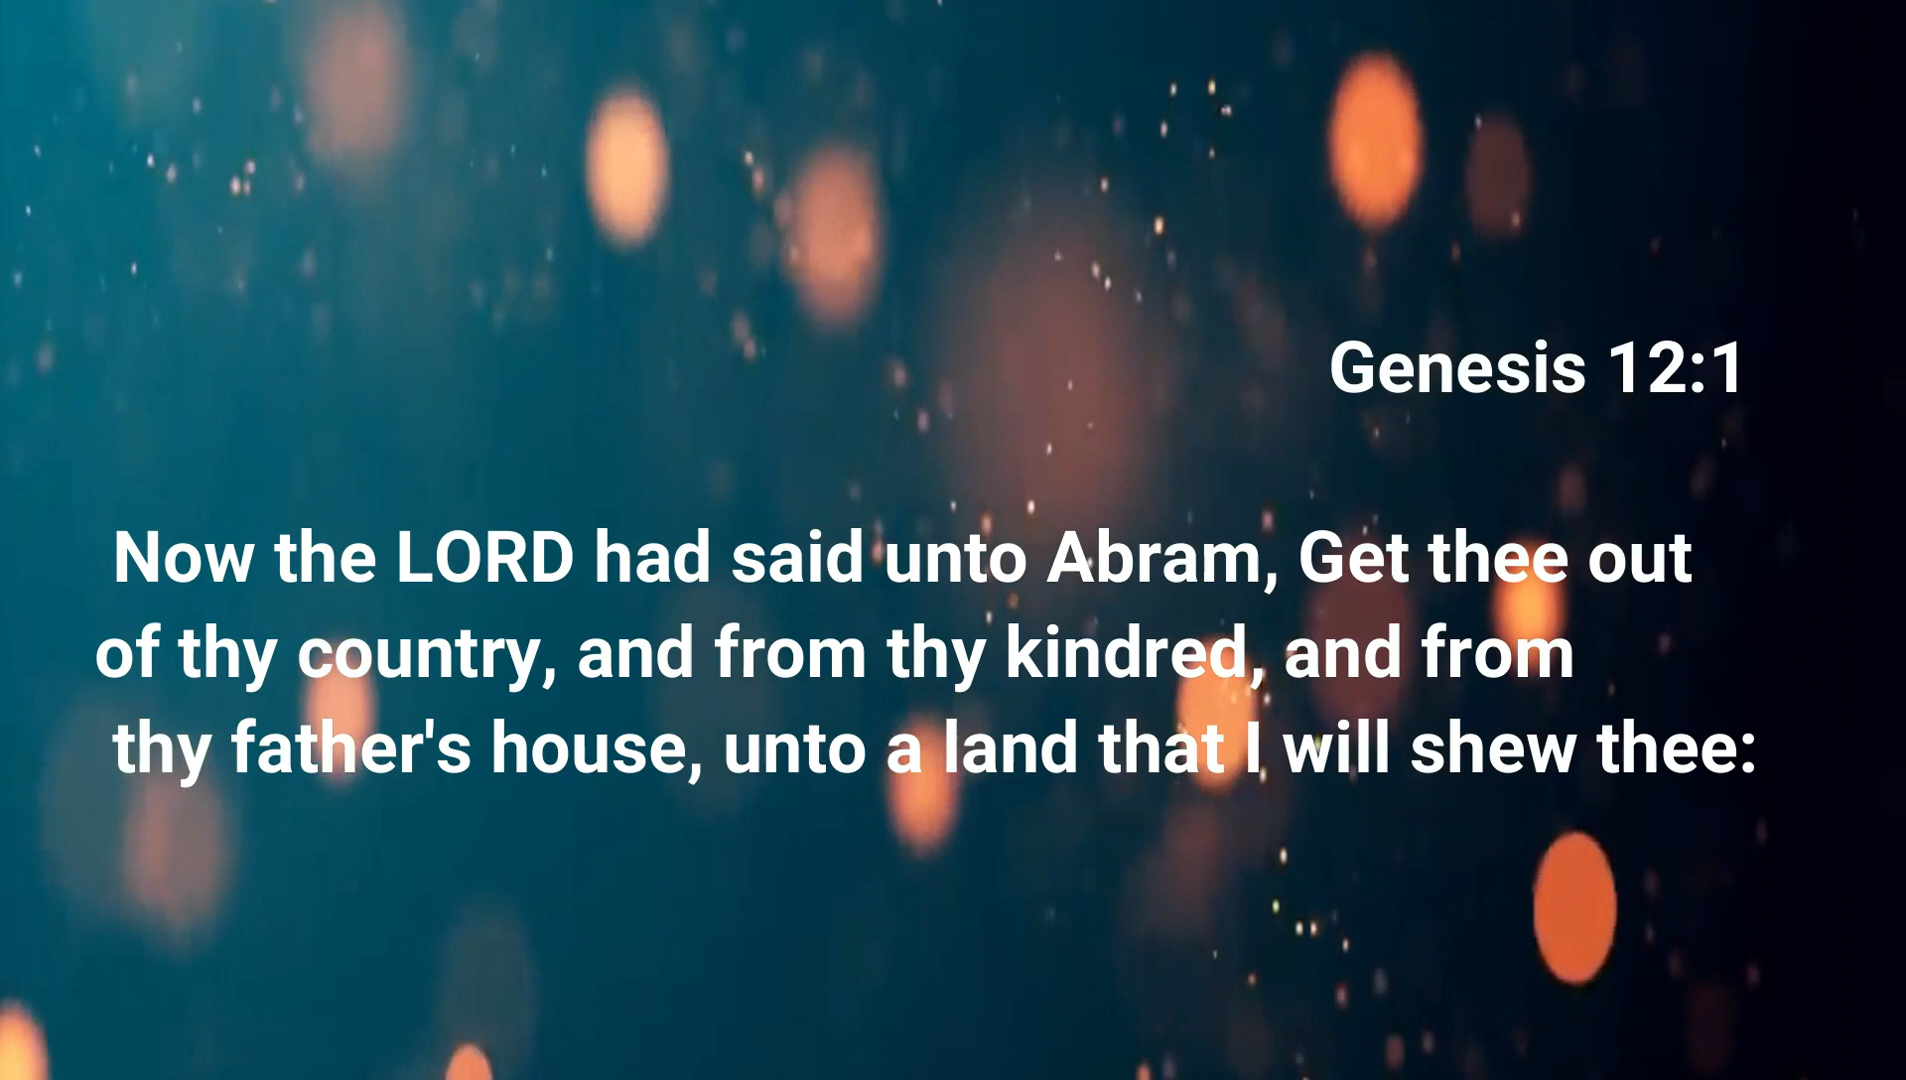 Genesis 12:1
Now the LORD had said unto Abram, Get thee out
of thy country, and from thy kindred, and from
thy father's house, unto a land that I will shew thee: